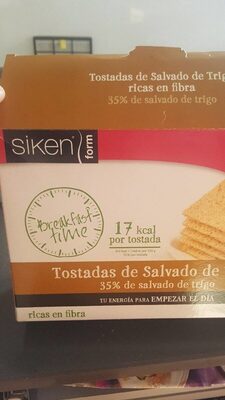 Tostadas de Salvado de Trigo
ricas en fibra
35% de salvado de trigo
siken form
Breakfast
time
17 kcal
por tostada
Tostadas de Salvado de
35% de salvado de trigo
TU ENERGÍA PARA EMPEZAR EL DÍA
ricas en fibra